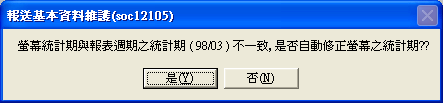 報送基本資料維護(soc12105)
螢幕統計期與報表週期之統計期 ( 98/03 ) 不一致, 是否自動修正螢幕之統計期??
是(Y)
否(N)